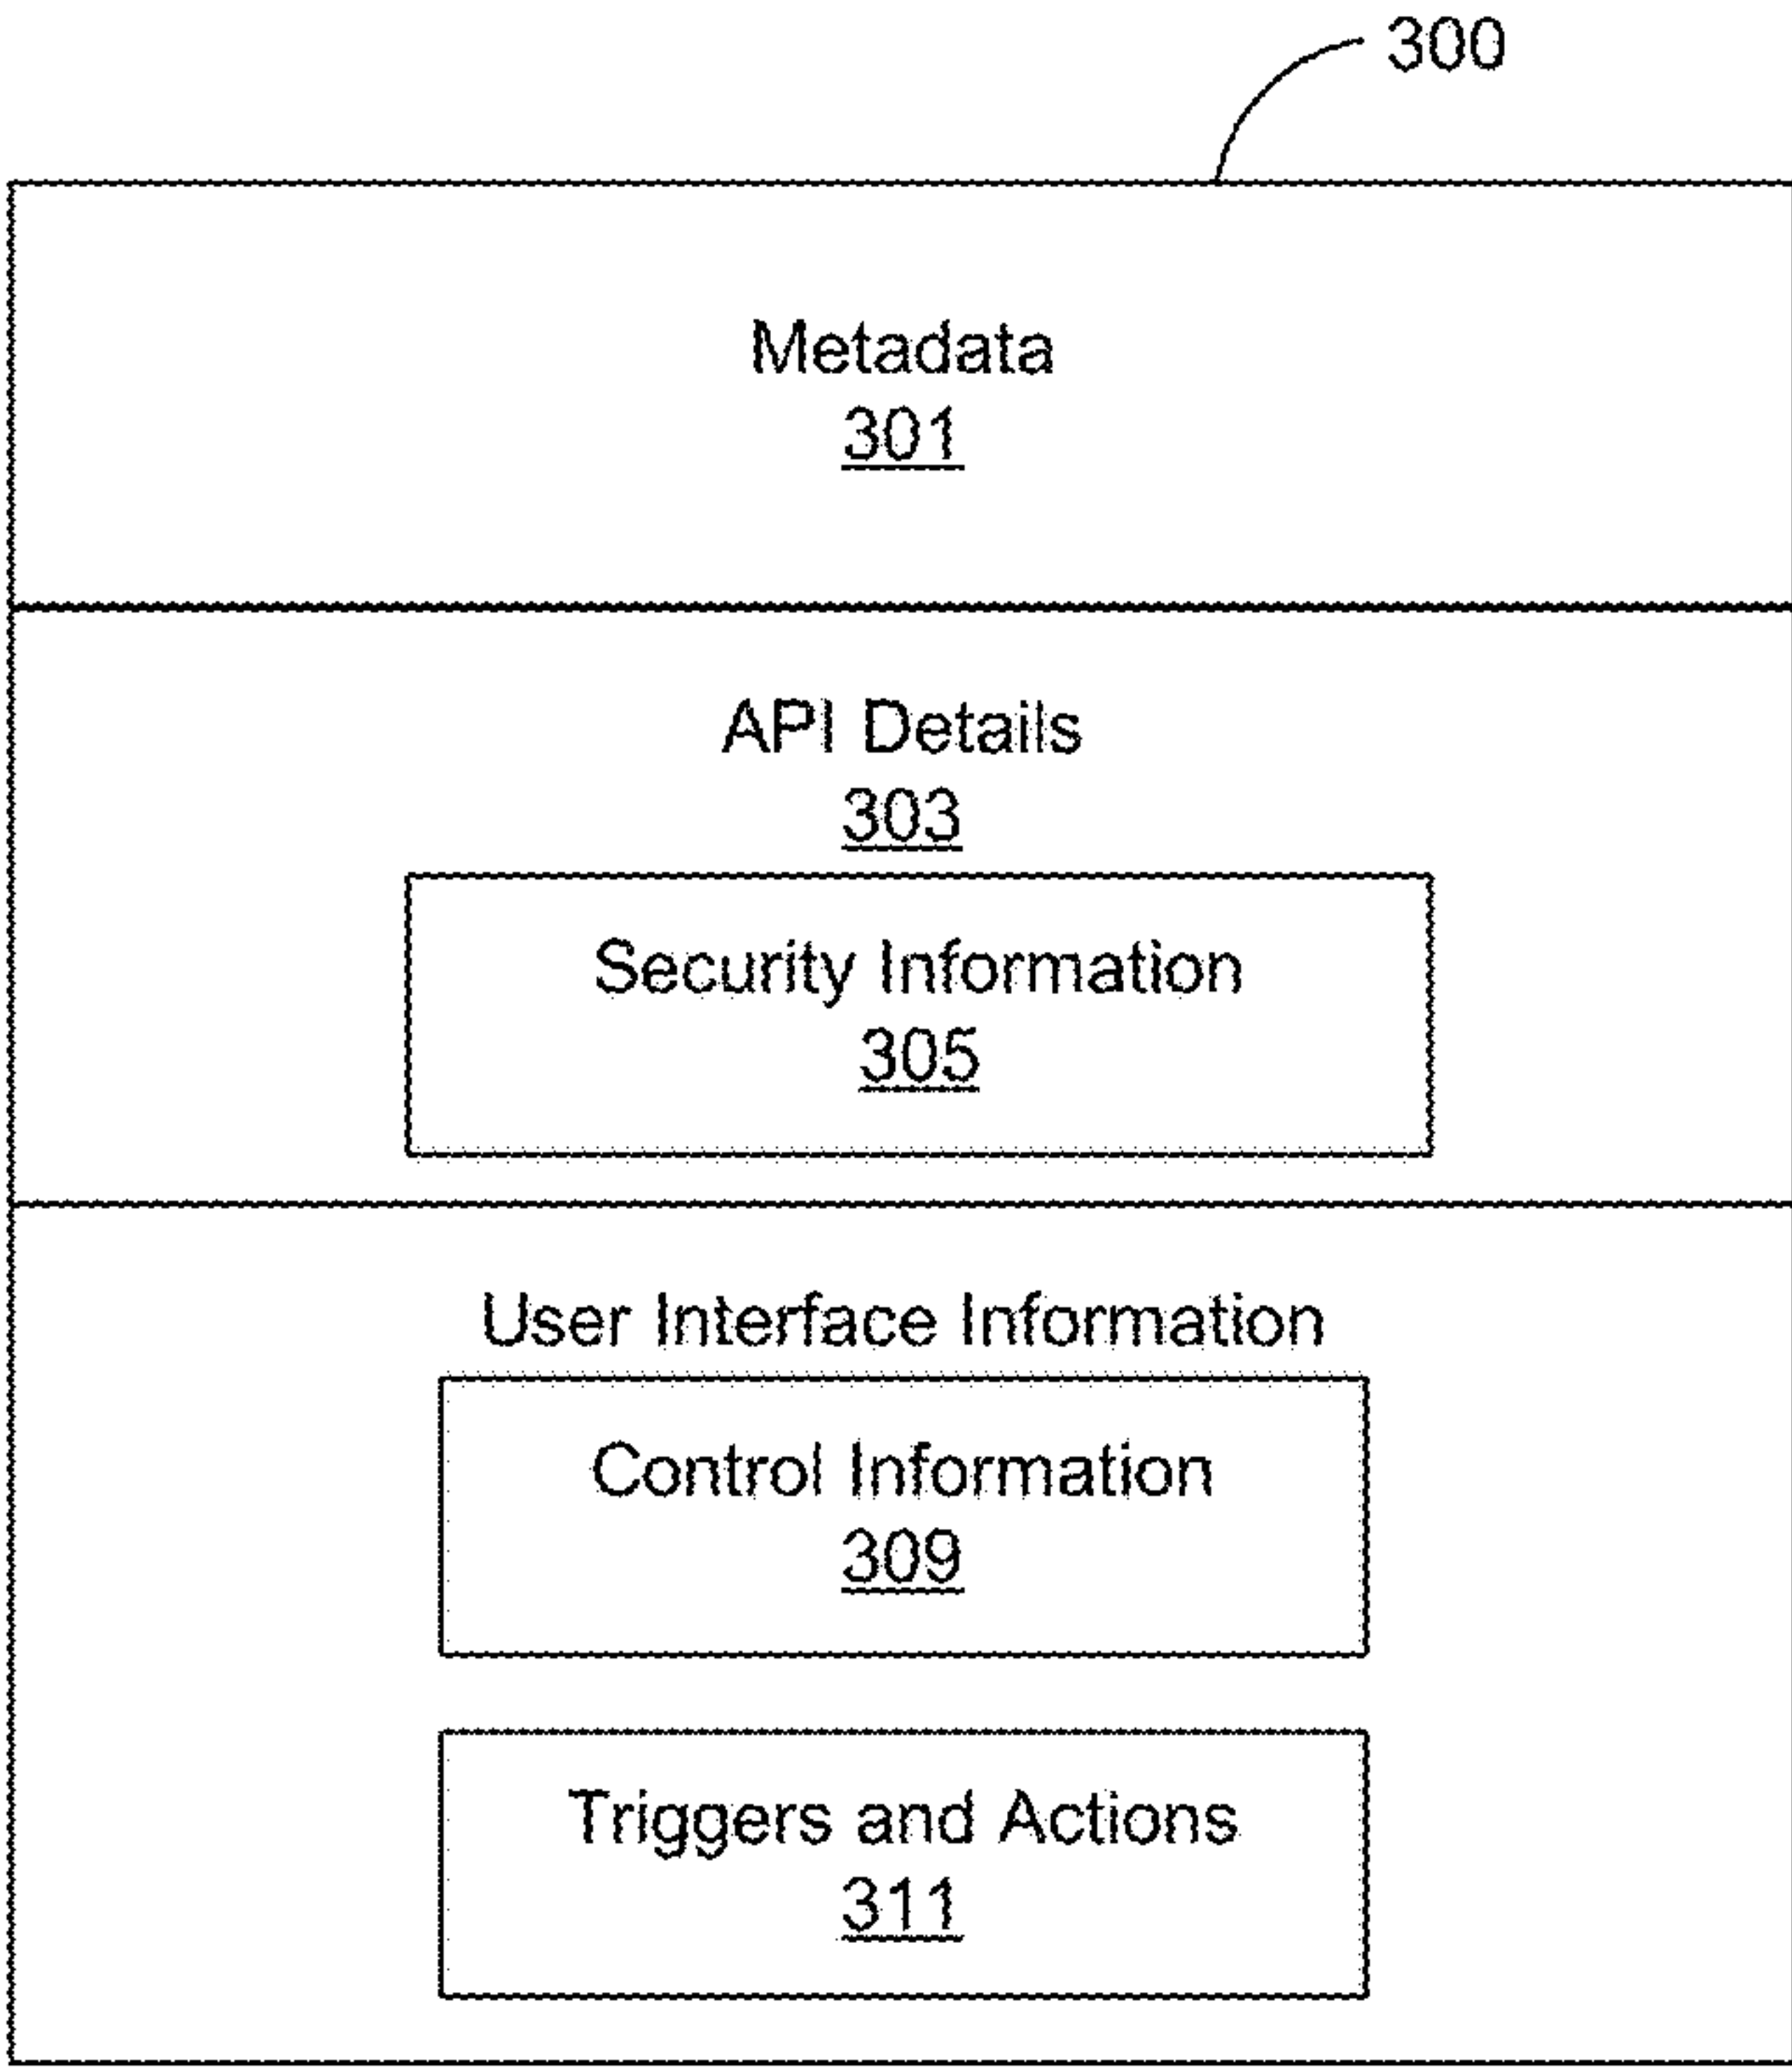 300
Metadata
301
API Details
303
Security Information
305
User Interface Information
Control Information
309
Triggers and Actions
311